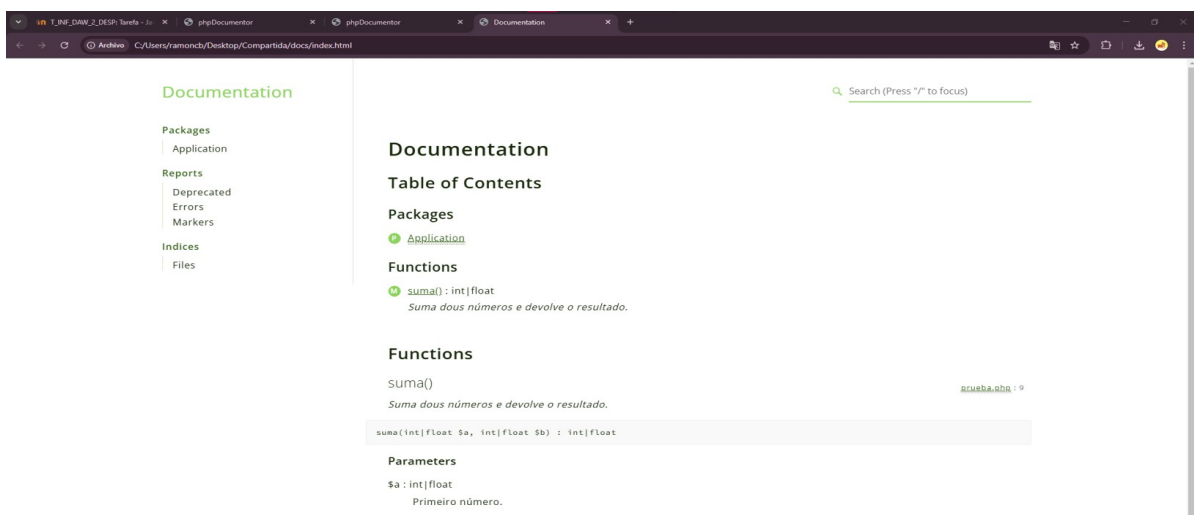 T_INF_DAW_2_DESP: Tarefa - Ja
phpDocumentor
phpDocumentor
Documentation
Archivo
C:/Users/ramoncb/Desktop/Compartida/docs/index.html
Documentation
Search (Press "/" to focus)
Packages
Application
Reports
Deprecated
Errors
Markers
Indices
Files
Documentation
Table of Contents
Packages
P Application
Functions
M suma() : int|float
Suma dous números e devolve o resultado.
Functions
suma()
prueba.php : 9
Suma dous números e devolve o resultado.
suma(int|float $a, int|float $b) : int|float
Parameters
$a : int|float
Primeiro número.